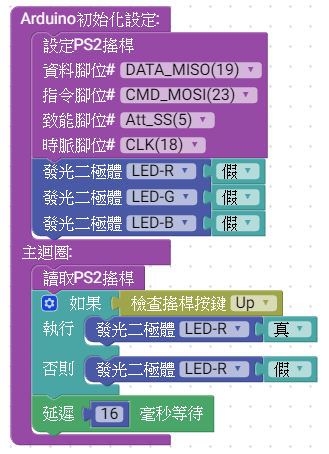 Arduino初始化設定:
設定PS2搖桿
資料腳位# DATA_MISO(19)
指令腳位# CMD_MOSI(23)
致能腳位# Att_SS(5)
時脈腳位# CLK(18)
發光二極體 LED-R 假
發光二極體 LED-G 假
發光二極體 LED-B 假
主迴圈:
讀取PS2搖桿
如果 檢查搖桿按鍵 Up
執行 發光二極體 LED-R 真
否則 發光二極體 LED-R 假
延遲 16 毫秒等待